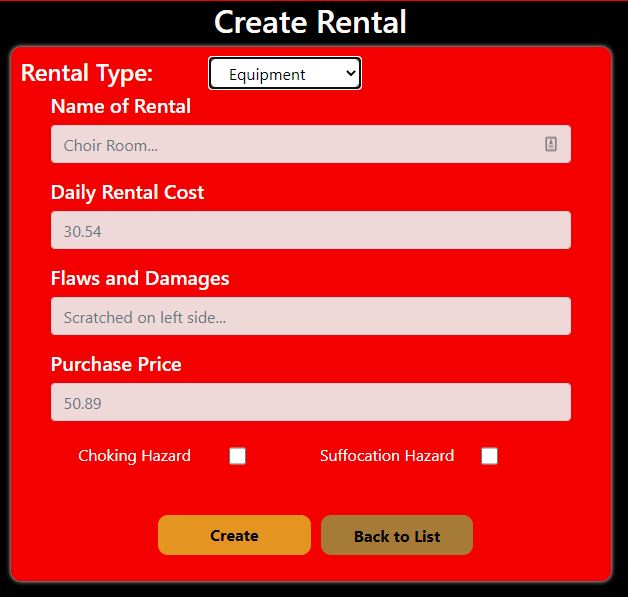 Create Rental
Rental Type: Equipment
Name of Rental
Choir Room...
Daily Rental Cost
30.54
Flaws and Damages
Scratched on left side...
Purchase Price
50.89
Choking Hazard Suffocation Hazard
Create Back to List